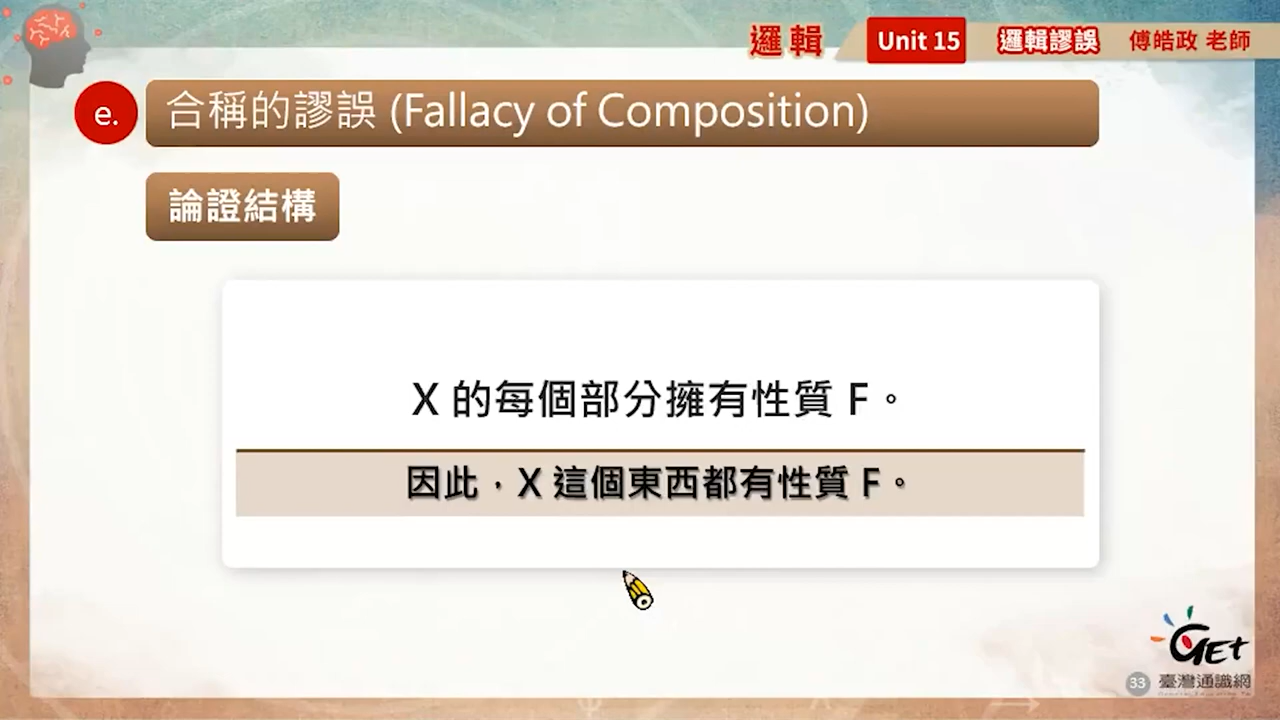 邏輯 Unit 15 邏輯謬誤 傅皓政 老師
e. 合稱的謬誤 (Fallacy of Composition)
論證結構
X 的每個部分擁有性質 F。
因此，X 這個東西都有性質 F。
GET
33 臺灣通識網